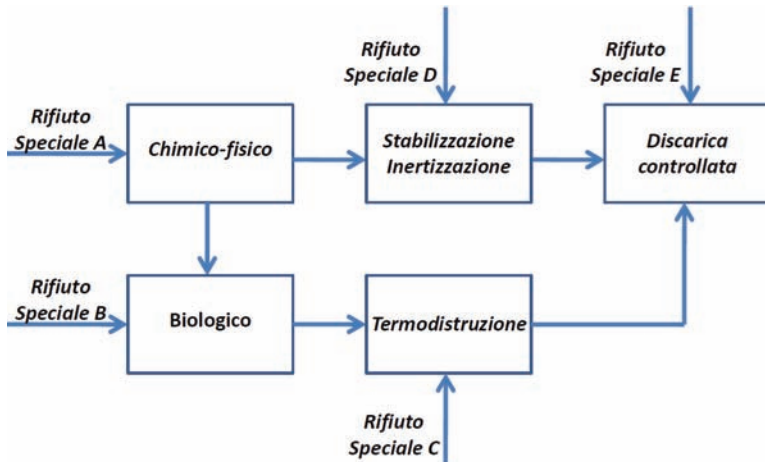 Rifiuto
Speciale D
Rifiuto
Speciale E
Rifiuto
Speciale A
Chimico-fisico
Stabilizzazione
Inertizzazione
Discarica
controllata
Rifiuto
Speciale B
Biologico
Termodistruzione
Rifiuto
Speciale C